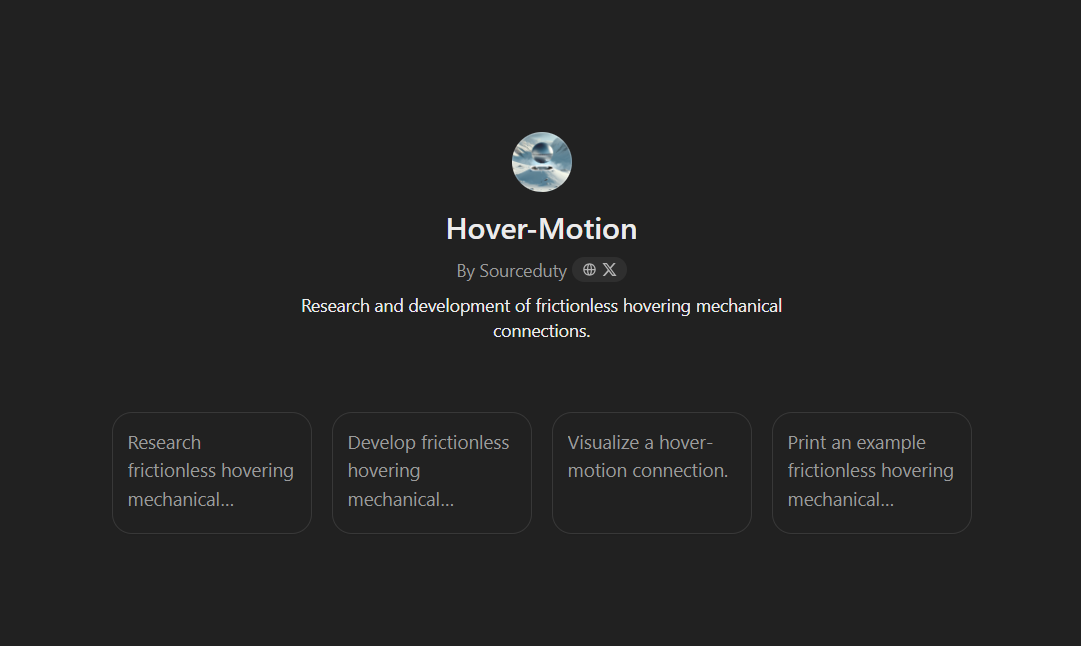 Hover-Motion
By Sourceduty
Research and development of frictionless hovering mechanical
connections.
Research
frictionless hovering
mechanical...
Develop frictionless
hovering
mechanical...
Visualize a hover-
motion connection.
Print an example
frictionless hovering
mechanical...